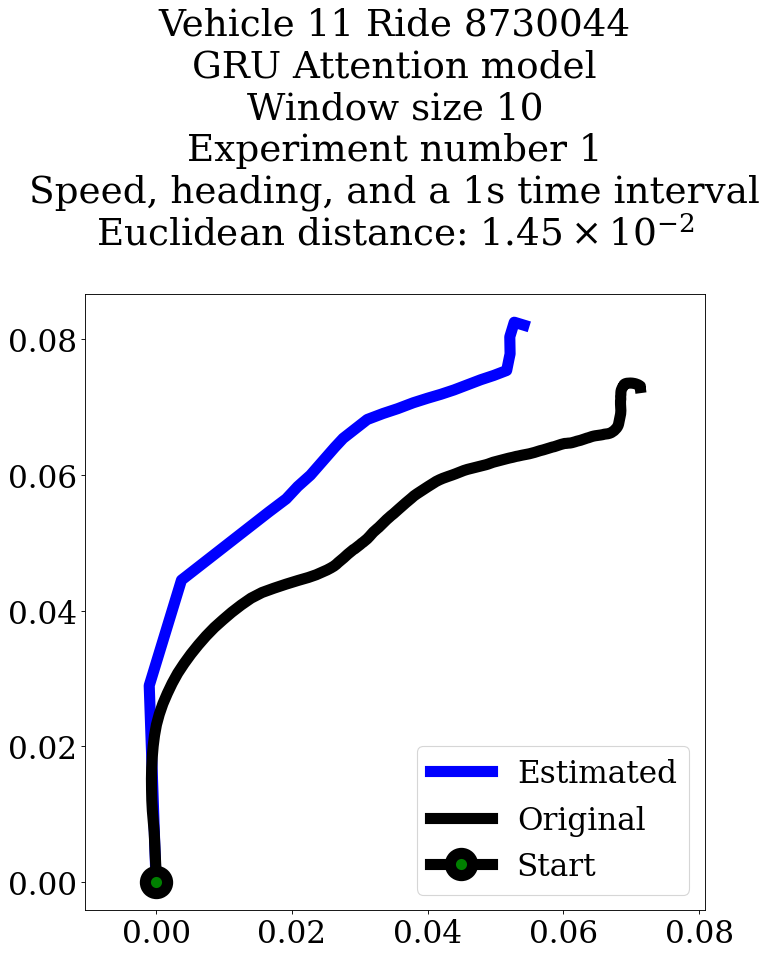 Vehicle 11 Ride 8730044
GRU Attention model
Window size 10
Experiment number 1
Speed, heading, and a 1s time interval
Euclidean distance: 1.45 × 10⁻²
0.08
0.06
0.04
0.02
0.00
Estimated
Original
Start
0.00 0.02 0.04 0.06 0.08